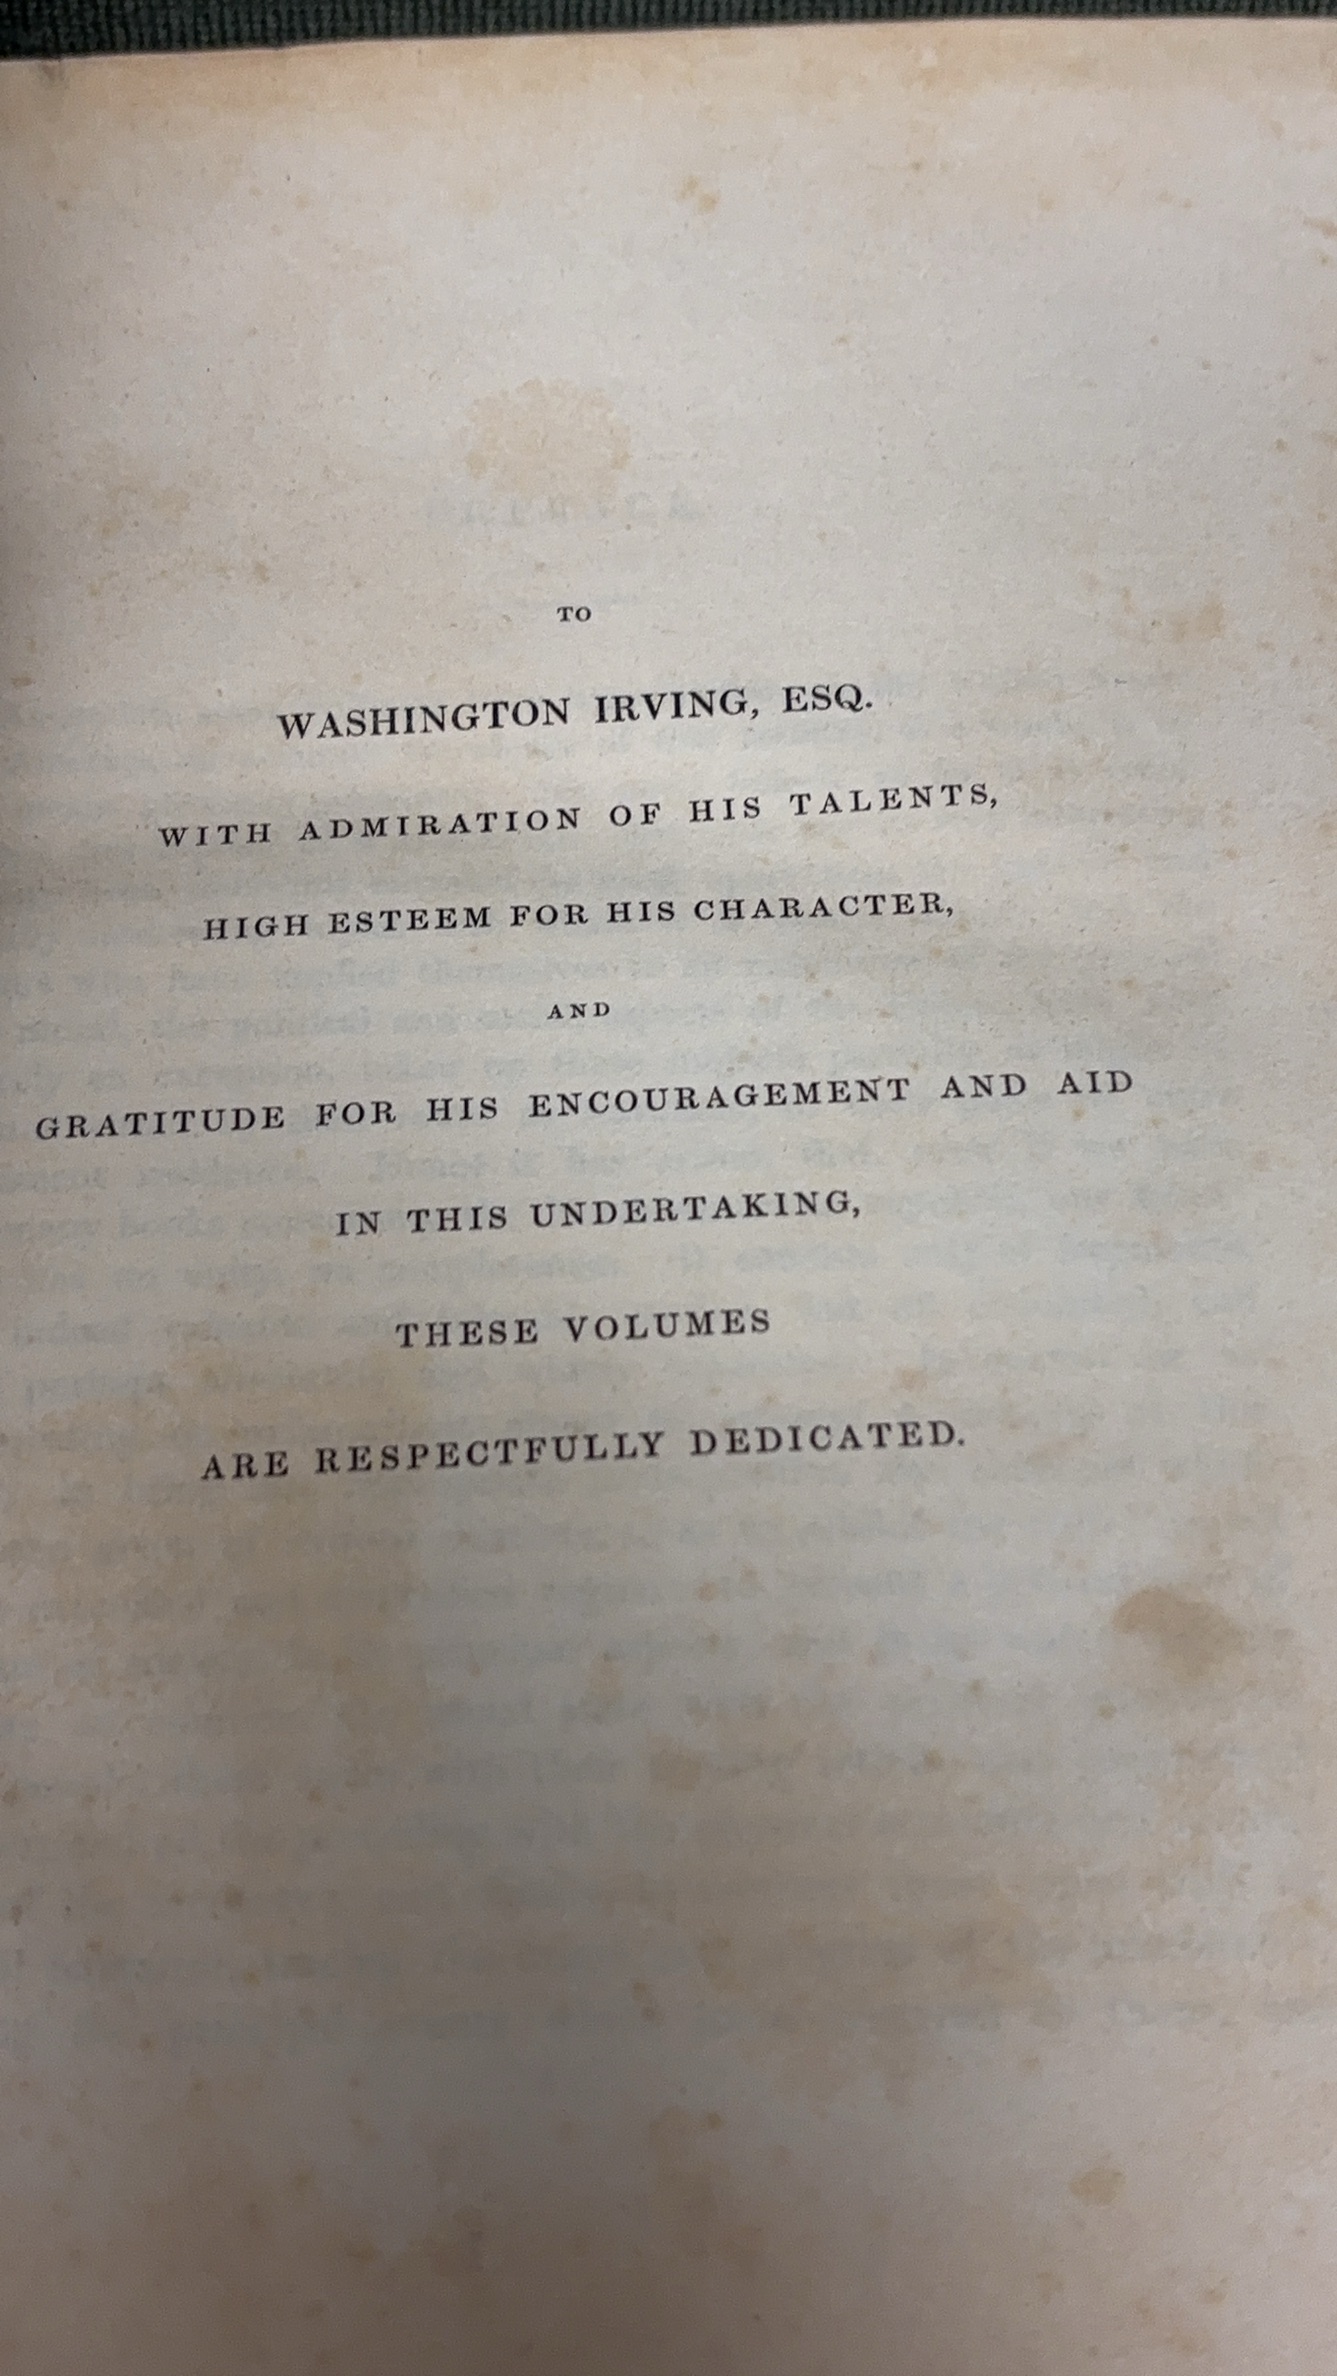 TO
WASHINGTON IRVING, ESQ.
WITH ADMIRATION OF HIS TALENTS,
HIGH ESTEEM FOR HIS CHARACTER,
AND
GRATITUDE FOR HIS ENCOURAGEMENT AND AID
IN THIS UNDERTAKING,
THESE VOLUMES
ARE RESPECTFULLY DEDICATED.